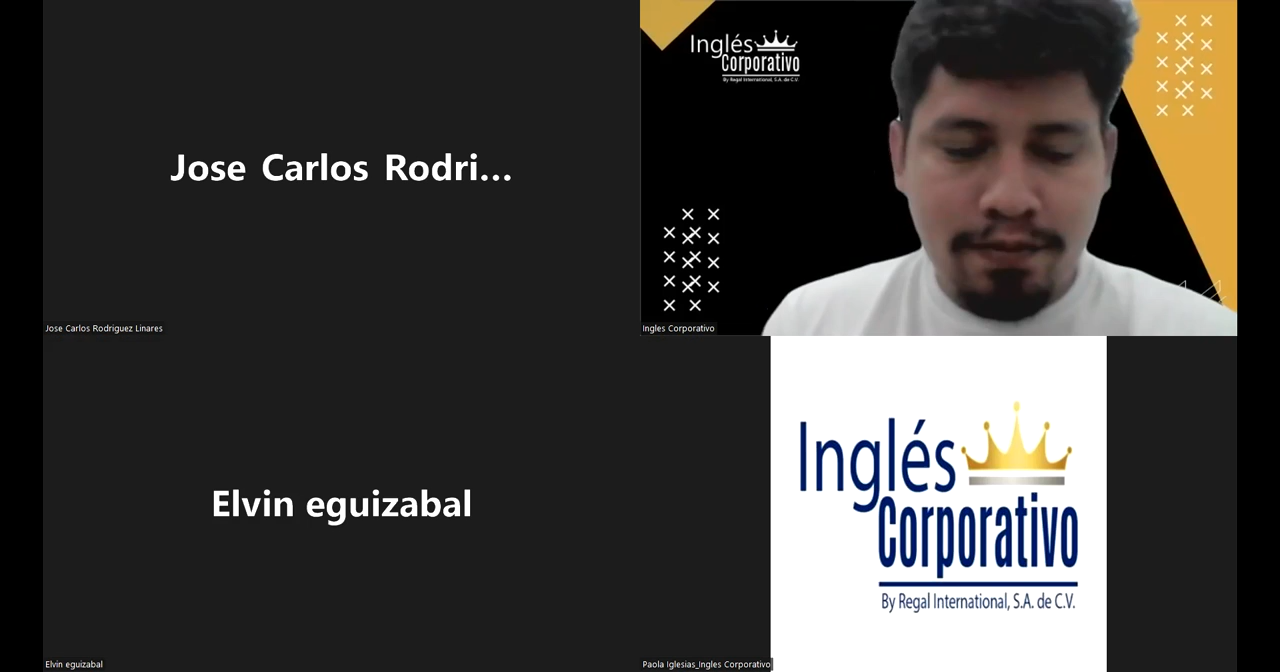 Jose Carlos Rodri...
Jose Carlos Rodriguez Linares
Inglés
Corporativo
By Regal International, S.A. de C.V.
Ingles Corporativo
Elvin eguizabal
Elvin eguizabal
Inglés
Corporativo
By Regal International, S.A. de C.V.
Paola Iglesias_Ingles Corporativo